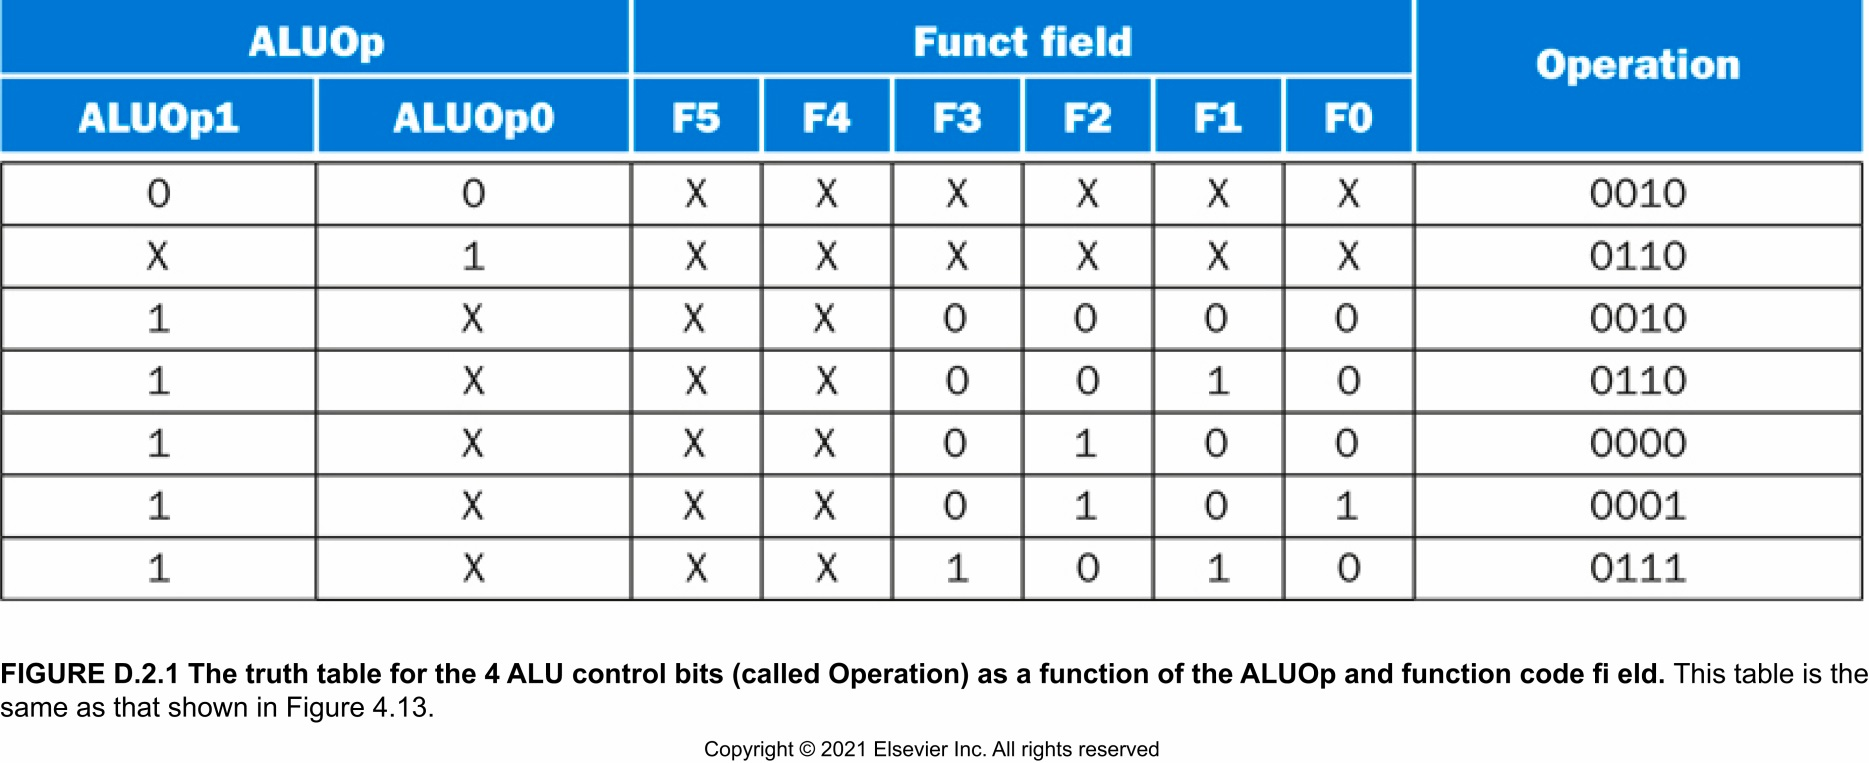 ALUOp Funct field Operation
ALUOp1 ALUOp0 F5 F4 F3 F2 F1 F0
0 0 X X X X X X 0010
X 1 X X X X X X 0110
1 X X X 0 0 0 0 0010
1 X X X 0 0 1 0 0110
1 X X X 0 1 0 0 0000
1 X X X 0 1 0 1 0001
1 X X X 1 0 1 0 0111
FIGURE D.2.1 The truth table for the 4 ALU control bits (called Operation) as a function of the ALUOp and function code fi eld. This table is the
same as that shown in Figure 4.13.
Copyright © 2021 Elsevier Inc. All rights reserved